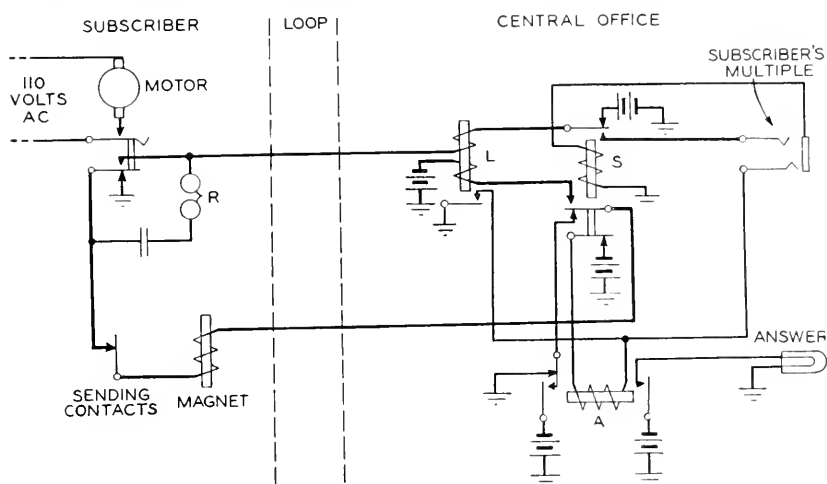 SUBSCRIBER
LOOP
CENTRAL OFFICE
110
VOLTS
AC
MOTOR
SUBSCRIBER'S
MULTIPLE
L
S
R
SENDING
CONTACTS
MAGNET
A
ANSWER